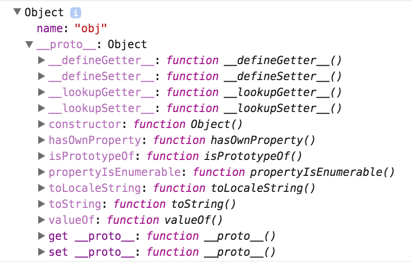 Object i
name: "obj"
__proto__: Object
__defineGetter__: function __defineGetter__()
__defineSetter__: function __defineSetter__()
__lookupGetter__: function __lookupGetter__()
__lookupSetter__: function __lookupSetter__()
constructor: function Object()
hasOwnProperty: function hasOwnProperty()
isPrototypeOf: function isPrototypeOf()
propertyIsEnumerable: function propertyIsEnumerable()
toLocaleString: function toLocaleString()
toString: function toString()
valueOf: function valueOf()
get __proto__: function __proto__()
set __proto__: function __proto__()